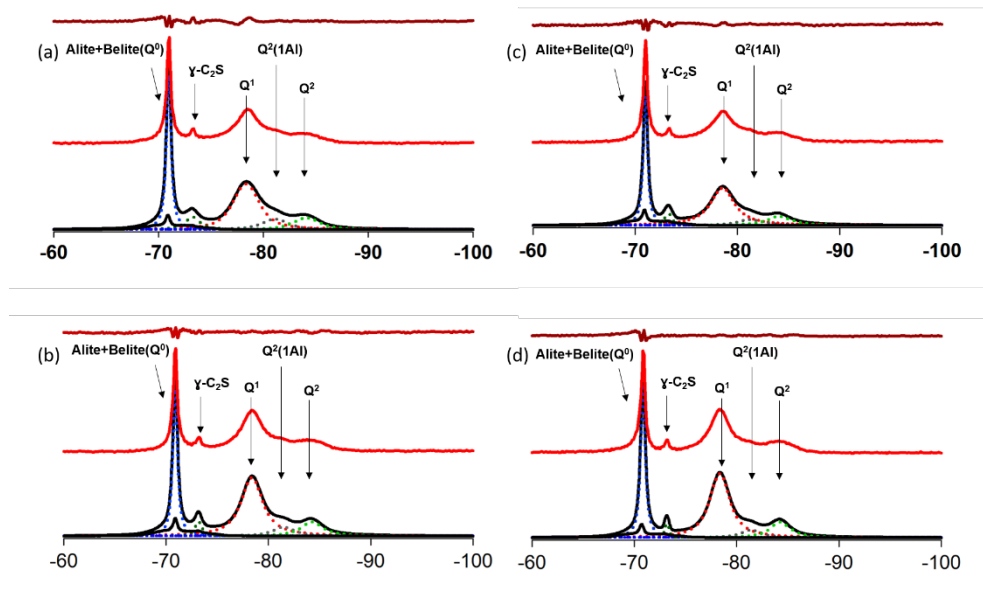 (a)
Alite+Belite(Q⁰)
ɣ-C₂S
Q¹
Q²(1Al)
Q²
-60 -70 -80 -90 -100
(c)
Alite+Belite(Q⁰)
ɣ-C₂S
Q¹
Q²(1Al)
Q²
-60 -70 -80 -90 -100
(b)
Alite+Belite(Q⁰)
ɣ-C₂S
Q¹
Q²(1Al)
Q²
-60 -70 -80 -90 -100
(d)
Alite+Belite(Q⁰)
ɣ-C₂S
Q¹
Q²(1Al)
Q²
-60 -70 -80 -90 -100